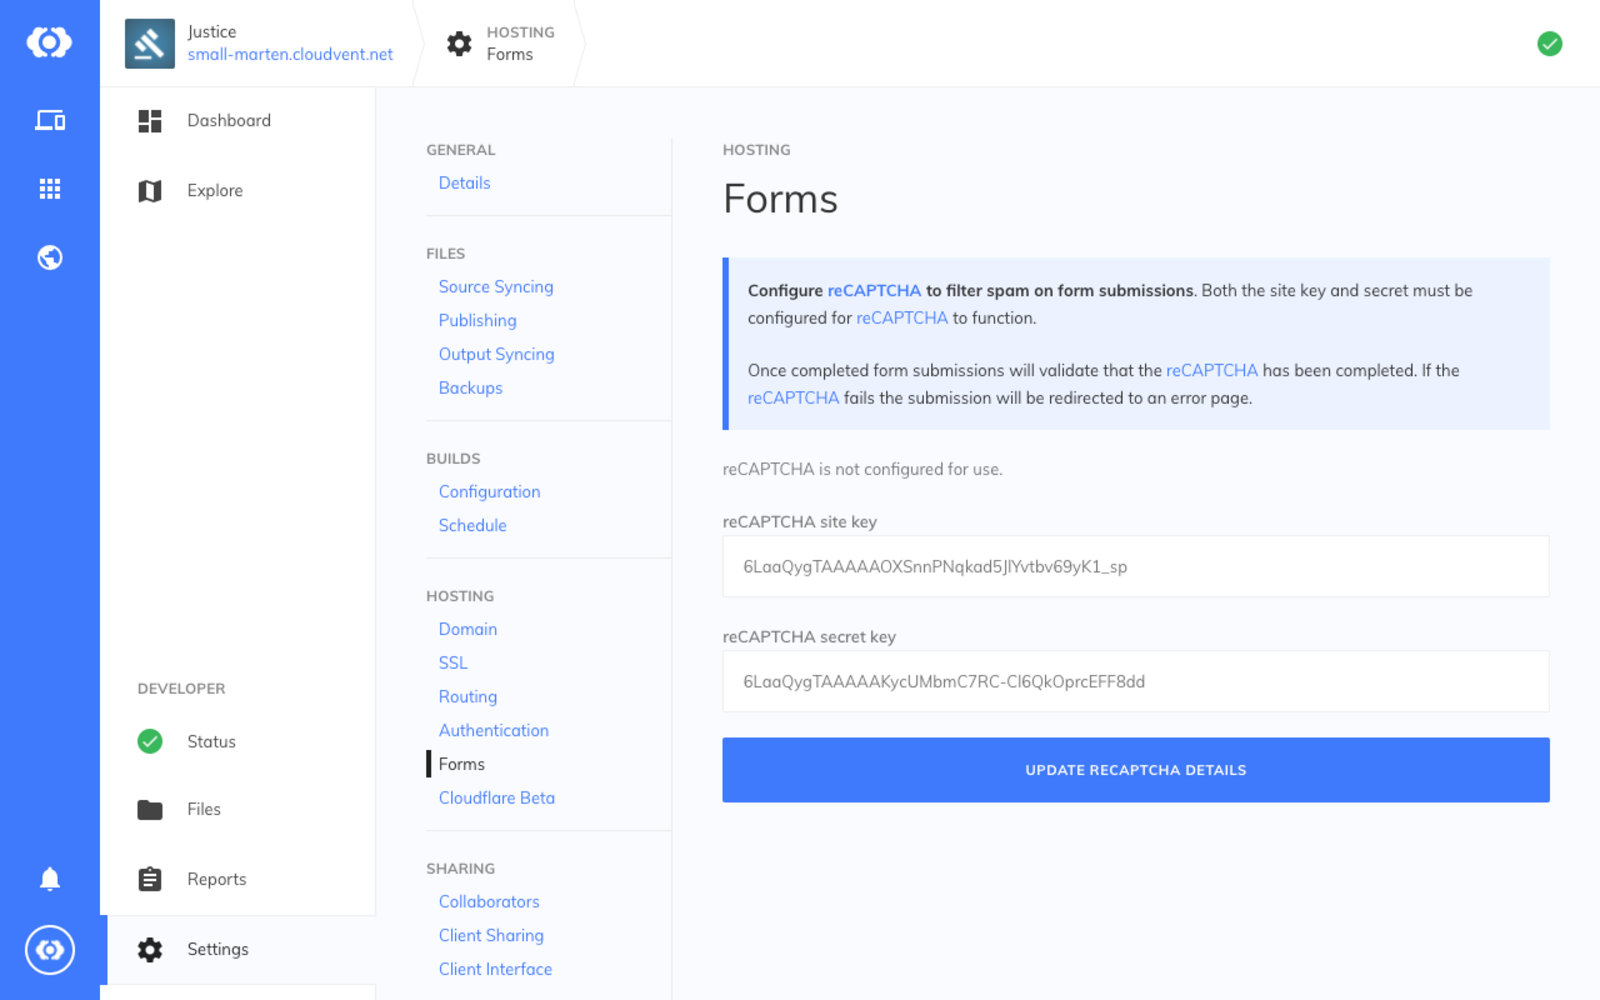 Justice
small-marten.cloudvent.net
HOSTING
Forms
Dashboard
Explore
DEVELOPER
Status
Files
Reports
Settings
GENERAL
Details
FILES
Source Syncing
Publishing
Output Syncing
Backups
BUILDS
Configuration
Schedule
HOSTING
Domain
SSL
Routing
Authentication
Forms
Cloudflare Beta
SHARING
Collaborators
Client Sharing
Client Interface
HOSTING
Forms
Configure reCAPTCHA to filter spam on form submissions. Both the site key and secret must be
configured for reCAPTCHA to function.
Once completed form submissions will validate that the reCAPTCHA has been completed. If the
reCAPTCHA fails the submission will be redirected to an error page.
reCAPTCHA is not configured for use.
reCAPTCHA site key
6LaaQygTAAAAAOXSnnPNqkad5JlYvtbv69yK1_sp
reCAPTCHA secret key
6LaaQygTAAAAAKycUMbmC7RC-Cl6QkOprcEFF8dd
UPDATE RECAPTCHA DETAILS